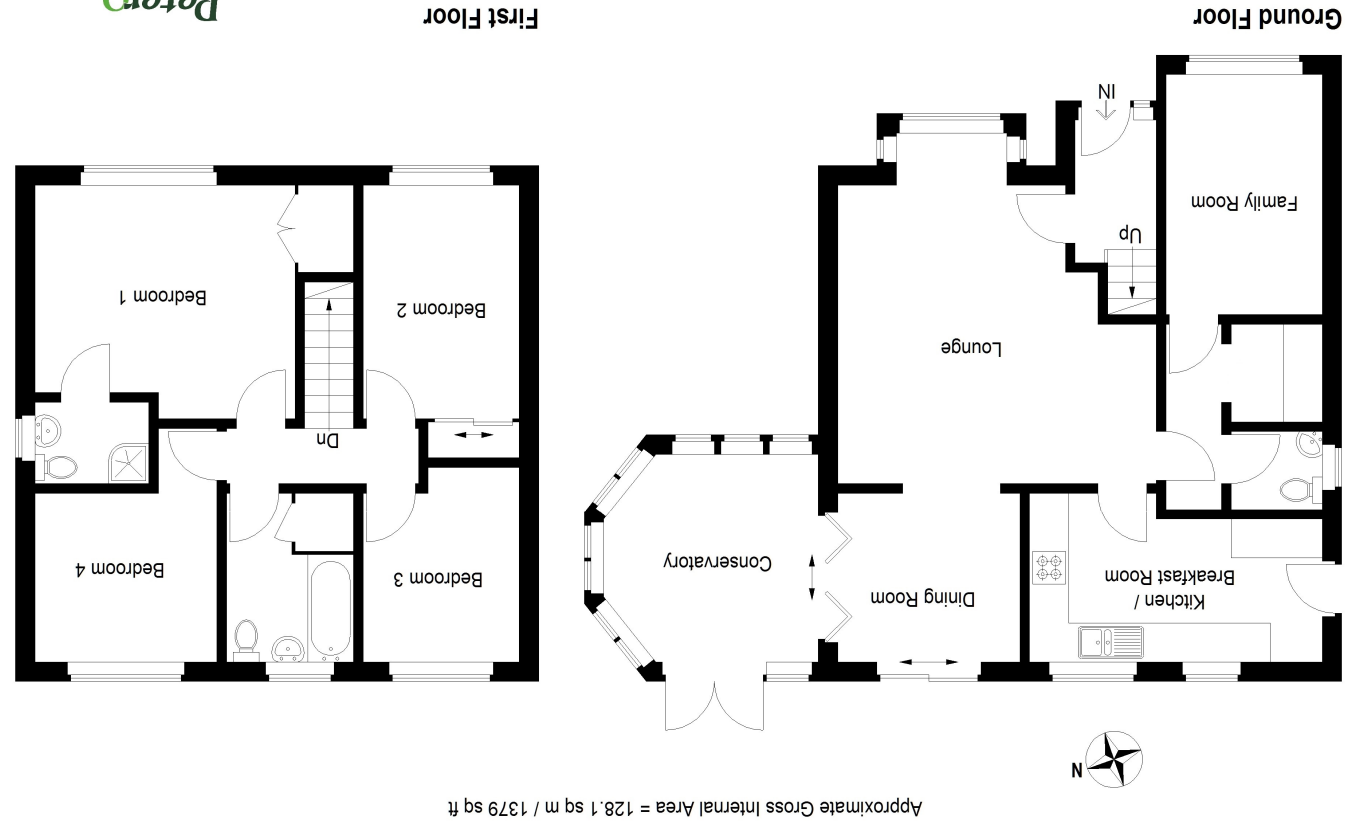 Approximate Gross Internal Area = 128.1 sq m / 1379 sq ft
N
Kitchen /
Breakfast Room
Dining Room
Conservatory
Lounge
Up
Family Room
IN
Ground Floor
Bedroom 3
Bedroom 4
Dn
Bedroom 2
Bedroom 1
First Floor